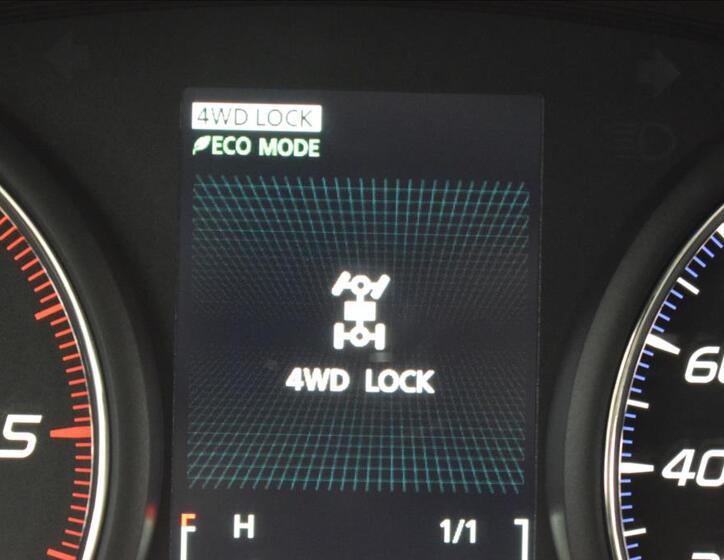 4WD LOCK
ECO MODE
4WD LOCK
5
60
40
F H 1/1